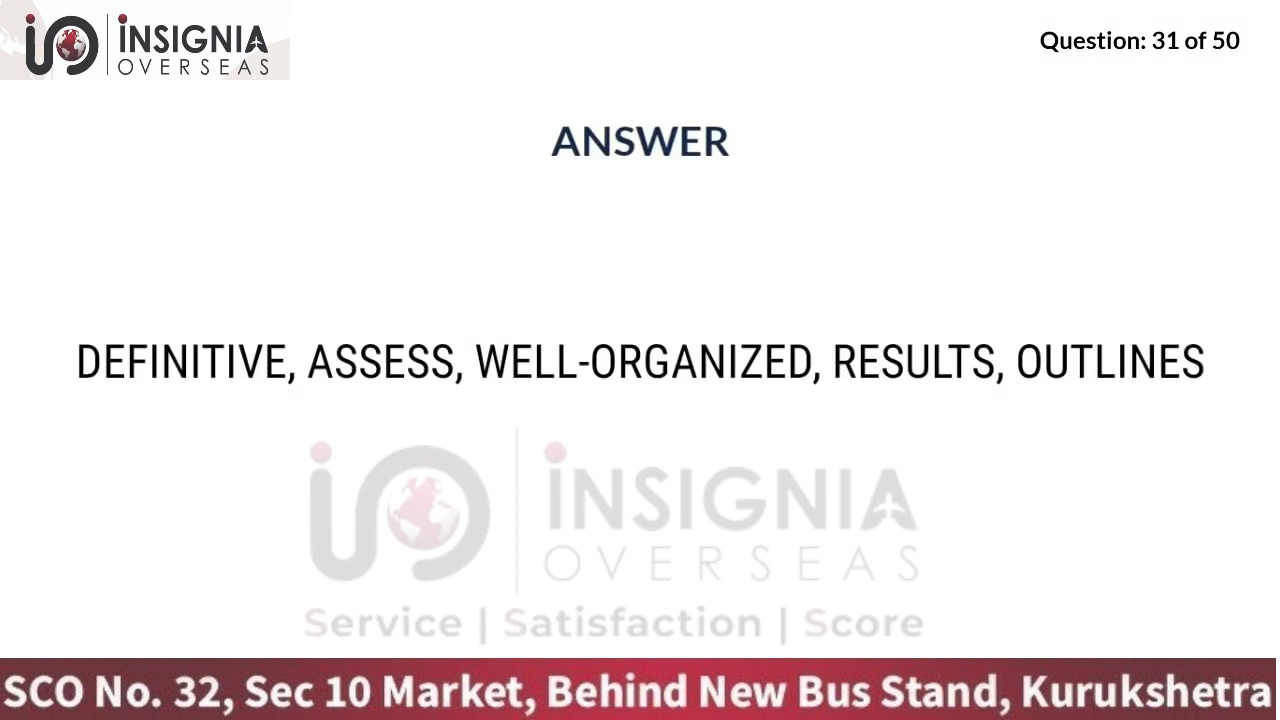 INSIGNIA
OVERSEAS
Question: 31 of 50
ANSWER
DEFINITIVE, ASSESS, WELL-ORGANIZED, RESULTS, OUTLINES
INSIGNIA
OVERSEAS
Service | Satisfaction | Score
SCO No. 32, Sec 10 Market, Behind New Bus Stand, Kurukshetra